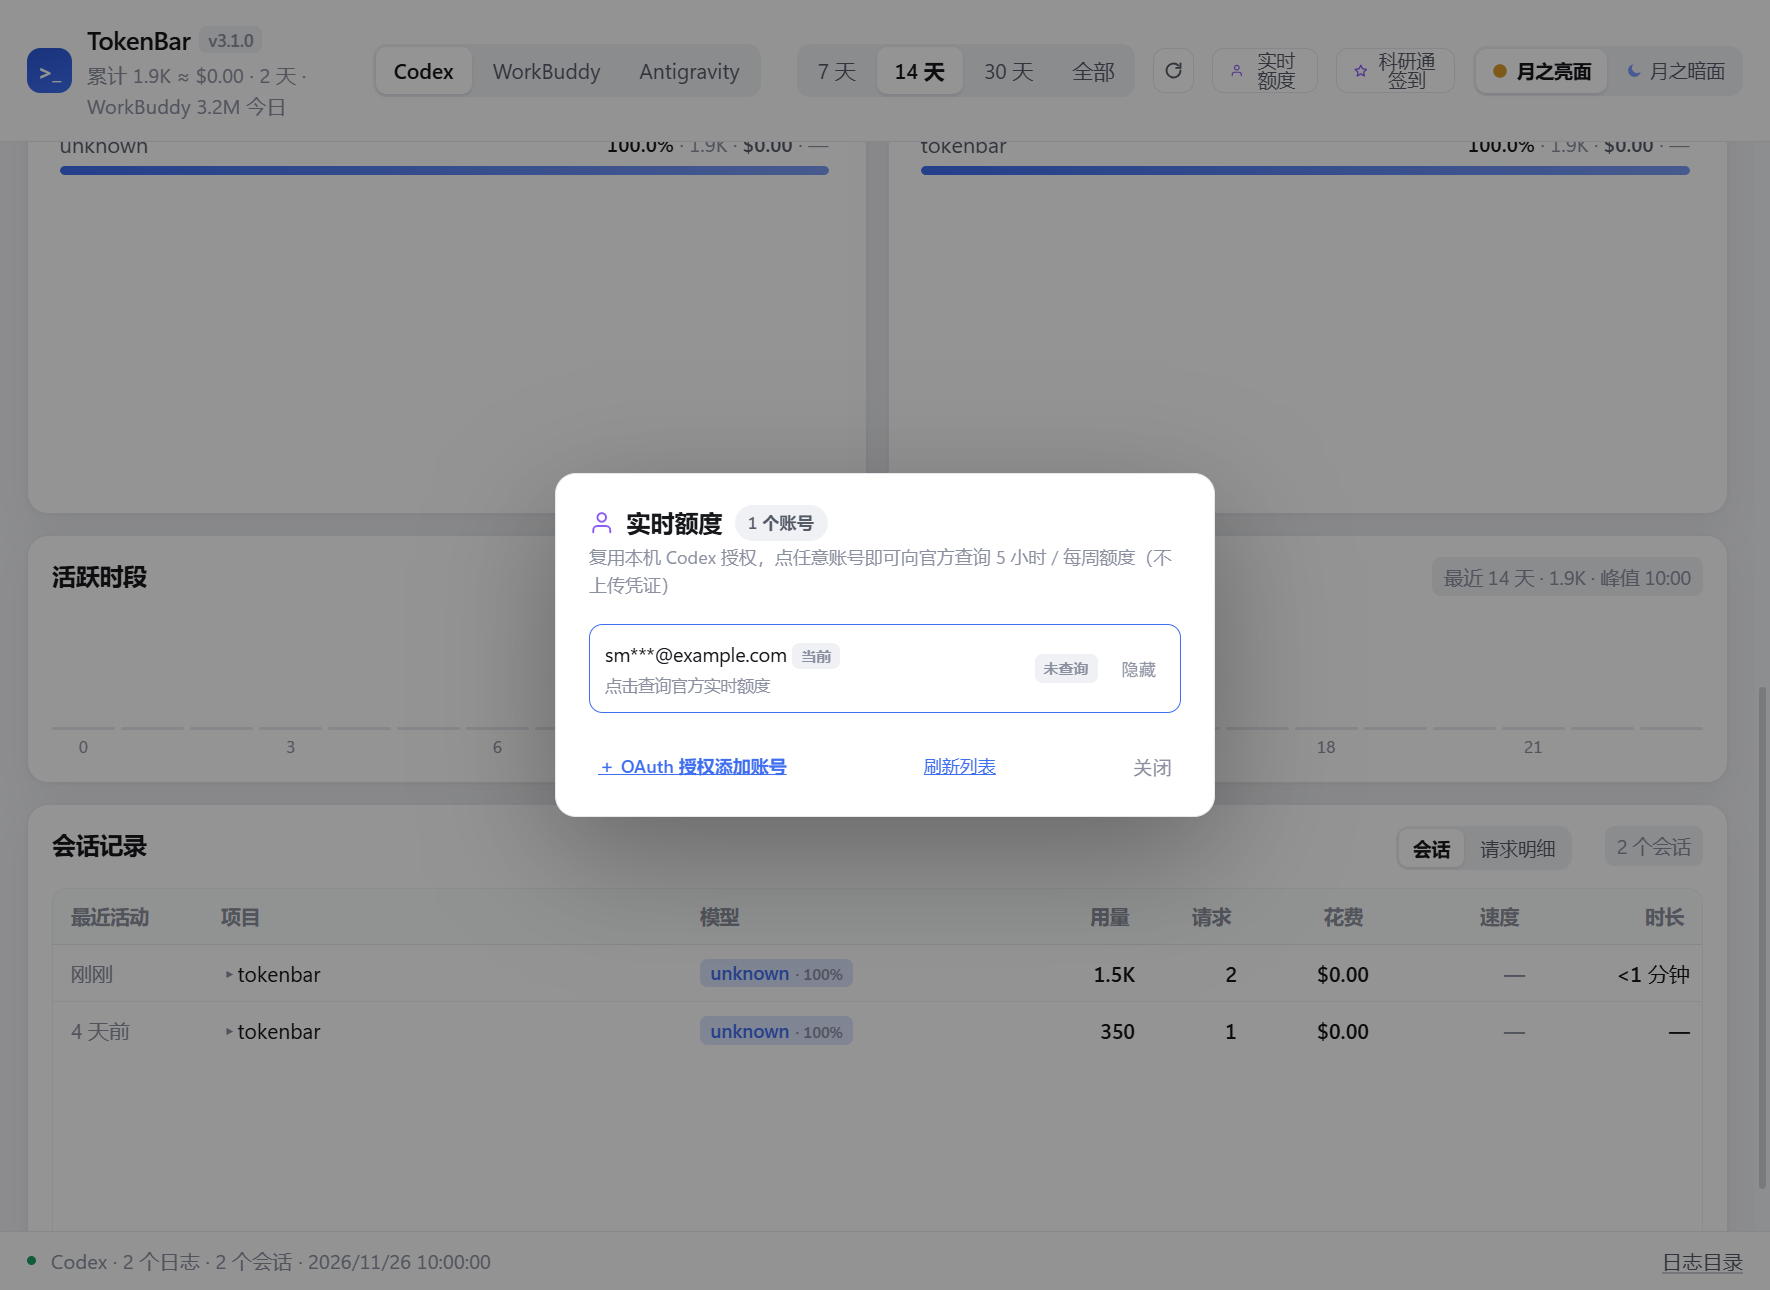 TokenBar v3.1.0
累计 1.9K ≈ $0.00 · 2 天 ·
WorkBuddy 3.2M 今日
Codex WorkBuddy Antigravity
7 天 14 天 30 天 全部
实时
额度
科研通
签到
月之亮面 月之暗面
unknown 100.0% · 1.9K · $0.00 · —
tokenbar 100.0% · 1.9K · $0.00 · —
实时额度 1 个账号
复用本机 Codex 授权，点任意账号即可向官方查询 5 小时 / 每周额度（不
上传凭证）
sm***@example.com 当前
点击查询官方实时额度
未查询 隐藏
+ OAuth 授权添加账号 刷新列表 关闭
活跃时段 最近 14 天 · 1.9K · 峰值 10:00
0 3 6 18 21
会话记录 会话 请求明细 2 个会话
最近活动 项目 模型 用量 请求 花费 速度 时长
刚刚 ▸ tokenbar unknown · 100% 1.5K 2 $0.00 — <1 分钟
4 天前 ▸ tokenbar unknown · 100% 350 1 $0.00 — —
Codex · 2 个日志 · 2 个会话 · 2026/11/26 10:00:00 日志目录